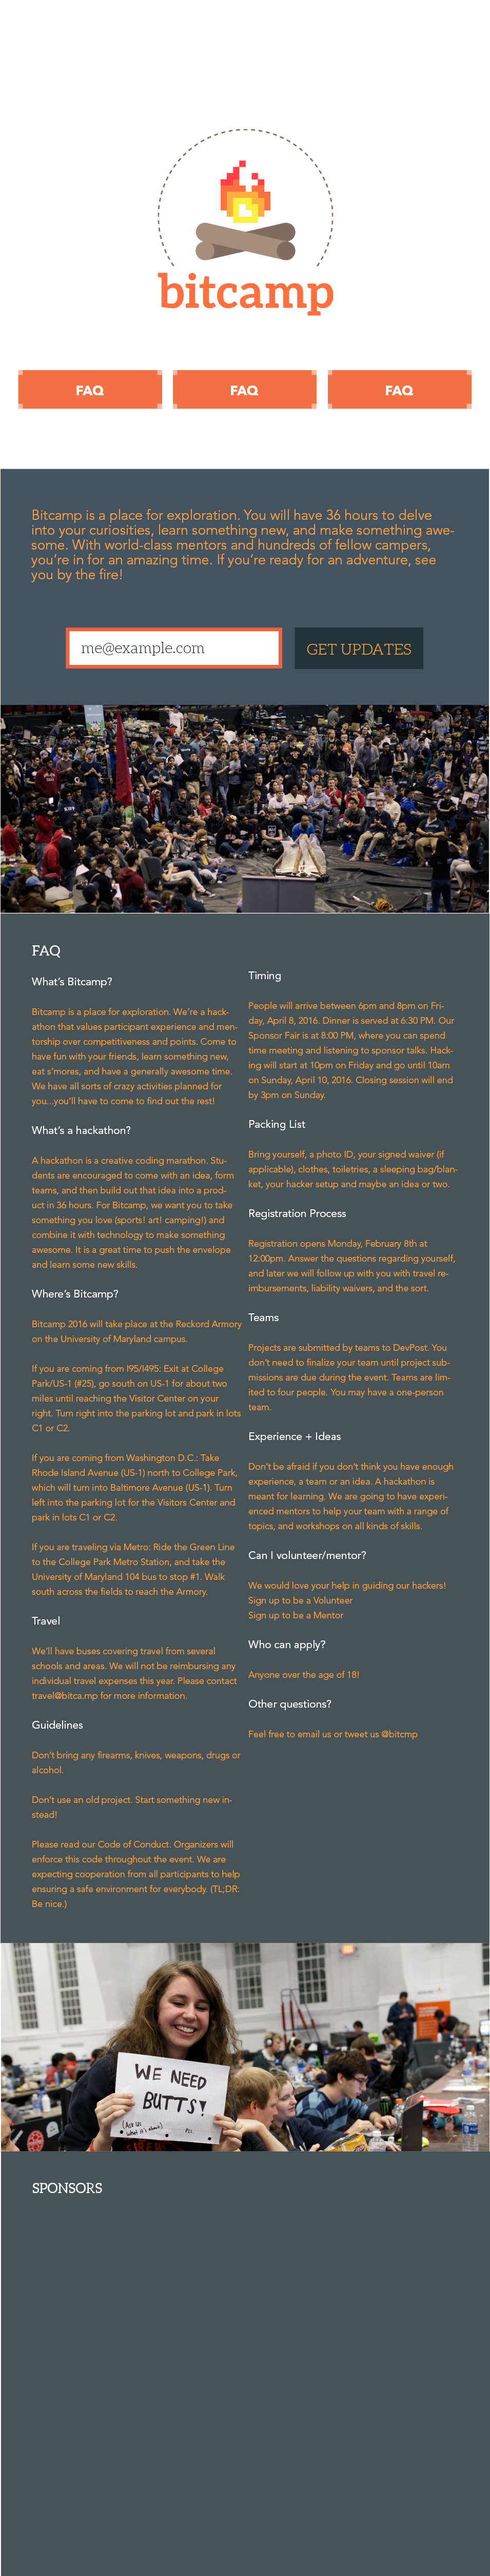 bitcamp
FAQ
FAQ
FAQ
Bitcamp is a place for exploration. You will have 36 hours to delve
into your curiosities, learn something new, and make something awe-
some. With world-class mentors and hundreds of fellow campers,
you're in for an amazing time. If you're ready for an adventure, see
you by the fire!
me@example.com
GET UPDATES
FAQ
What's Bitcamp?
Bitcamp is a place for exploration. We're a hack-
athon that values participant experience and men-
torship over competitiveness and points. Come to
have fun with your friends, learn something new,
eat s'mores, and have a generally awesome time.
We have all sorts of crazy activities planned for
you...you'll have to come to find out the rest!
What's a hackathon?
A hackathon is a creative coding marathon. Stu-
dents are encouraged to come with an idea, form
teams, and then build out that idea into a prod-
uct in 36 hours. For Bitcamp, we want you to take
something you love (sports! art! camping!) and
combine it with technology to make something
awesome. It is a great time to push the envelope
and learn some new skills.
Where's Bitcamp?
Bitcamp 2016 will take place at the Reckord Armory
on the University of Maryland campus.
If you are coming from I95/I495: Exit at College
Park/US-1 (#25), go south on US-1 for about two
miles until reaching the Visitor Center on your
right. Turn right into the parking lot and park in lots
C1 or C2.
If you are coming from Washington D.C.: Take
Rhode Island Avenue (US-1) north to College Park,
which will turn into Baltimore Avenue (US-1). Turn
left into the parking lot for the Visitors Center and
park in lots C1 or C2.
If you are traveling via Metro: Ride the Green Line
to the College Park Metro Station, and take the
University of Maryland 104 bus to stop #1. Walk
south across the fields to reach the Armory.
Travel
We'll have buses covering travel from several
schools and areas. We will not be reimbursing any
individual travel expenses this year. Please contact
travel@bitca.mp for more information.
Guidelines
Don't bring any firearms, knives, weapons, drugs or
alcohol.
Don't use an old project. Start something new in-
stead!
Please read our Code of Conduct. Organizers will
enforce this code throughout the event. We are
expecting cooperation from all participants to help
ensuring a safe environment for everybody. (TL;DR:
Be nice.)
Timing
People will arrive between 6pm and 8pm on Fri-
day, April 8, 2016. Dinner is served at 6:30 PM. Our
Sponsor Fair is at 8:00 PM, where you can spend
time meeting and listening to sponsor talks. Hack-
ing will start at 10pm on Friday and go until 10am
on Sunday, April 10, 2016. Closing session will end
by 3pm on Sunday.
Packing List
Bring yourself, a photo ID, your signed waiver (if
applicable), clothes, toiletries, a sleeping bag/blan-
ket, your hacker setup and maybe an idea or two.
Registration Process
Registration opens Monday, February 8th at
12:00pm. Answer the questions regarding yourself,
and later we will follow up with you with travel re-
imbursements, liability waivers, and the sort.
Teams
Projects are submitted by teams to DevPost. You
don't need to finalize your team until project sub-
missions are due during the event. Teams are lim-
ited to four people. You may have a one-person
team.
Experience + Ideas
Don't be afraid if you don't think you have enough
experience, a team or an idea. A hackathon is
meant for learning. We are going to have experi-
enced mentors to help your team with a range of
topics, and workshops on all kinds of skills.
Can I volunteer/mentor?
We would love your help in guiding our hackers!
Sign up to be a Volunteer
Sign up to be a Mentor
Who can apply?
Anyone over the age of 18!
Other questions?
Feel free to email us or tweet us @bitcmp
WE NEED
BUTTS!
(Ask us
what it's about)
SPONSORS